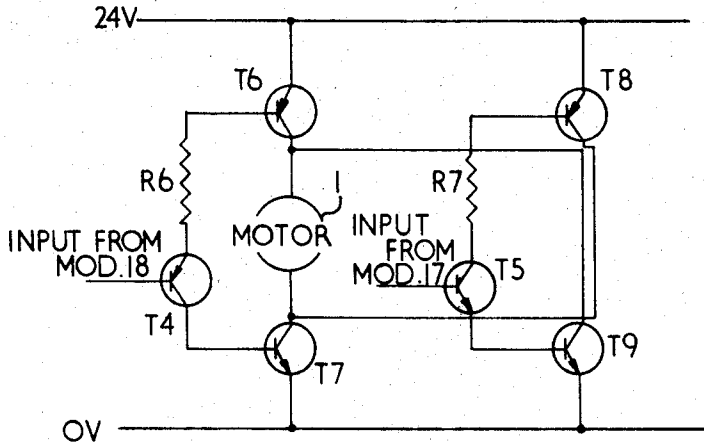 24V
T6
T8
R6
1
R7
MOTOR
INPUT FROM
MOD.18
INPUT
FROM
MOD.17
T5
T4
T7
T9
0V